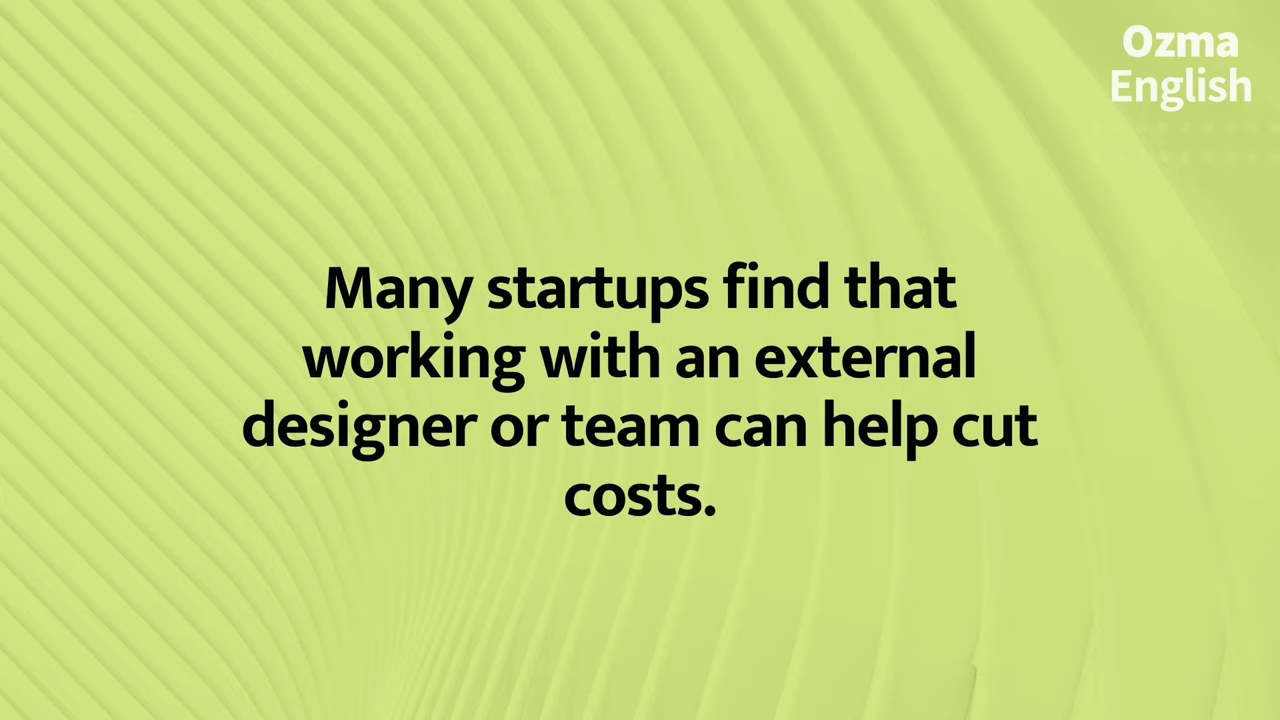 Ozma
English
Many startups find that
working with an external
designer or team can help cut
costs.